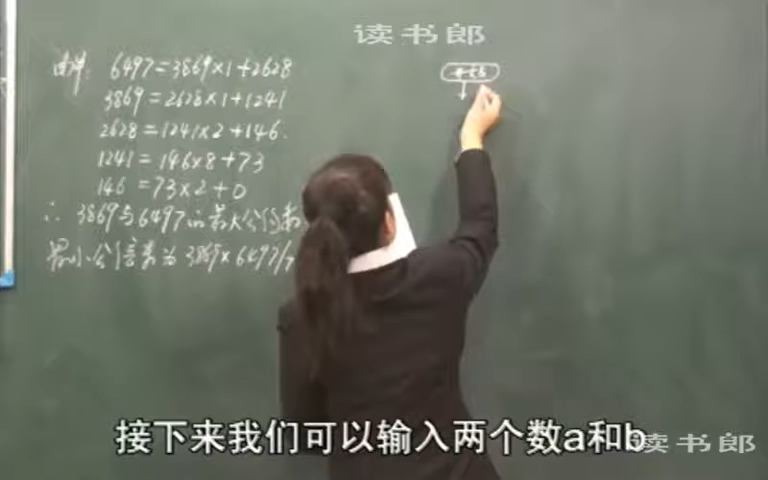 读书郎
解: 6497=3869×1+2628
3869=2628×1+1241
2628=1241×2+146.
1241=146×8+73
146=73×2+0
∴ 3869与6497的最大公约数
最小公倍数为3869×6497/7
开始
接下来我们可以输入两个数a和b
读书郎